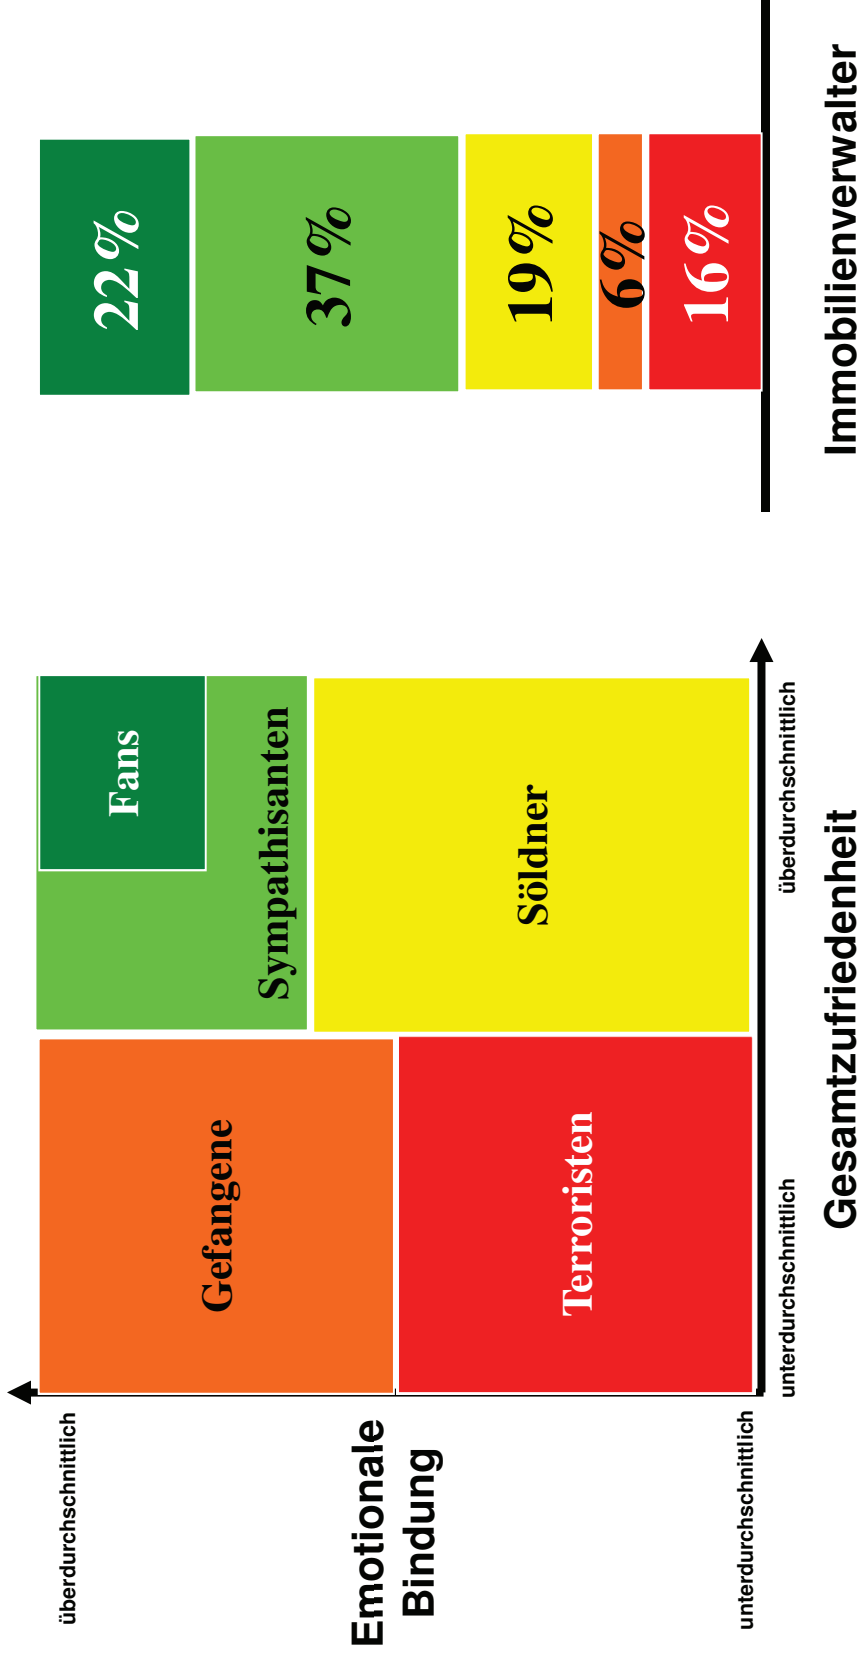 überdurchschnittlich
Emotionale
Bindung
unterdurchschnittlich
Gefangene
Fans
Sympathisanten
Terroristen
Söldner
unterdurchschnittlich
überdurchschnittlich
Gesamtzufriedenheit
22%
37%
19%
6%
16%
Immobilienverwalter